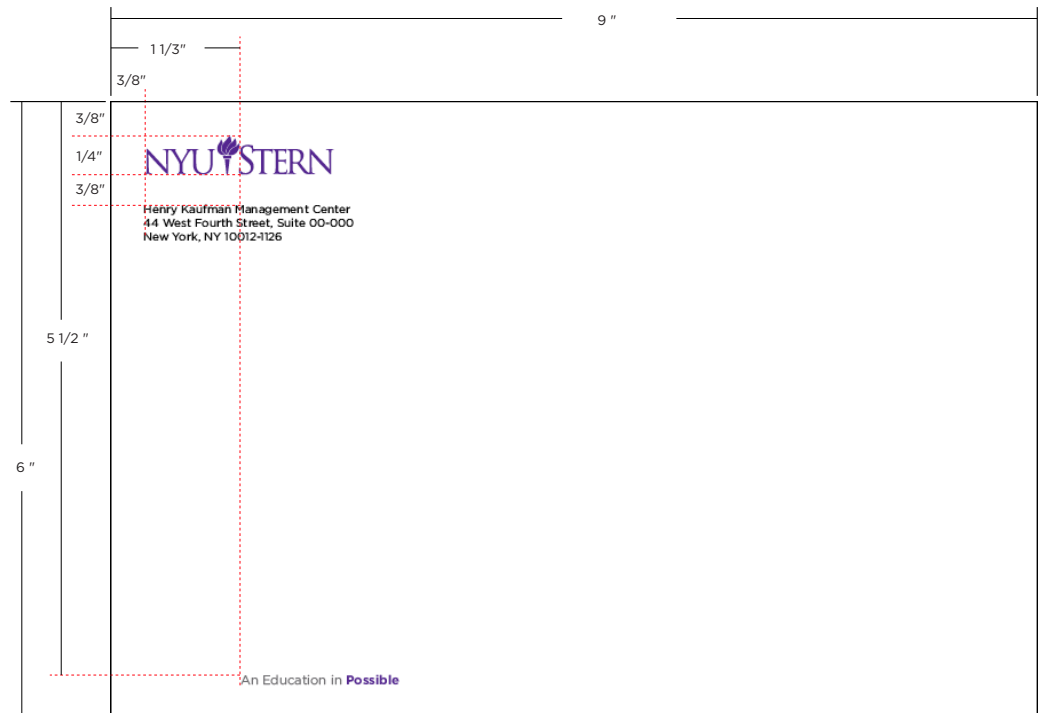 9 "
1 1/3"
3/8"
3/8"
1/4"
3/8"
NYU STERN
Henry Kaufman Management Center
44 West Fourth Street, Suite 00-000
New York, NY 10012-1126
5 1/2 "
6 "
An Education in Possible